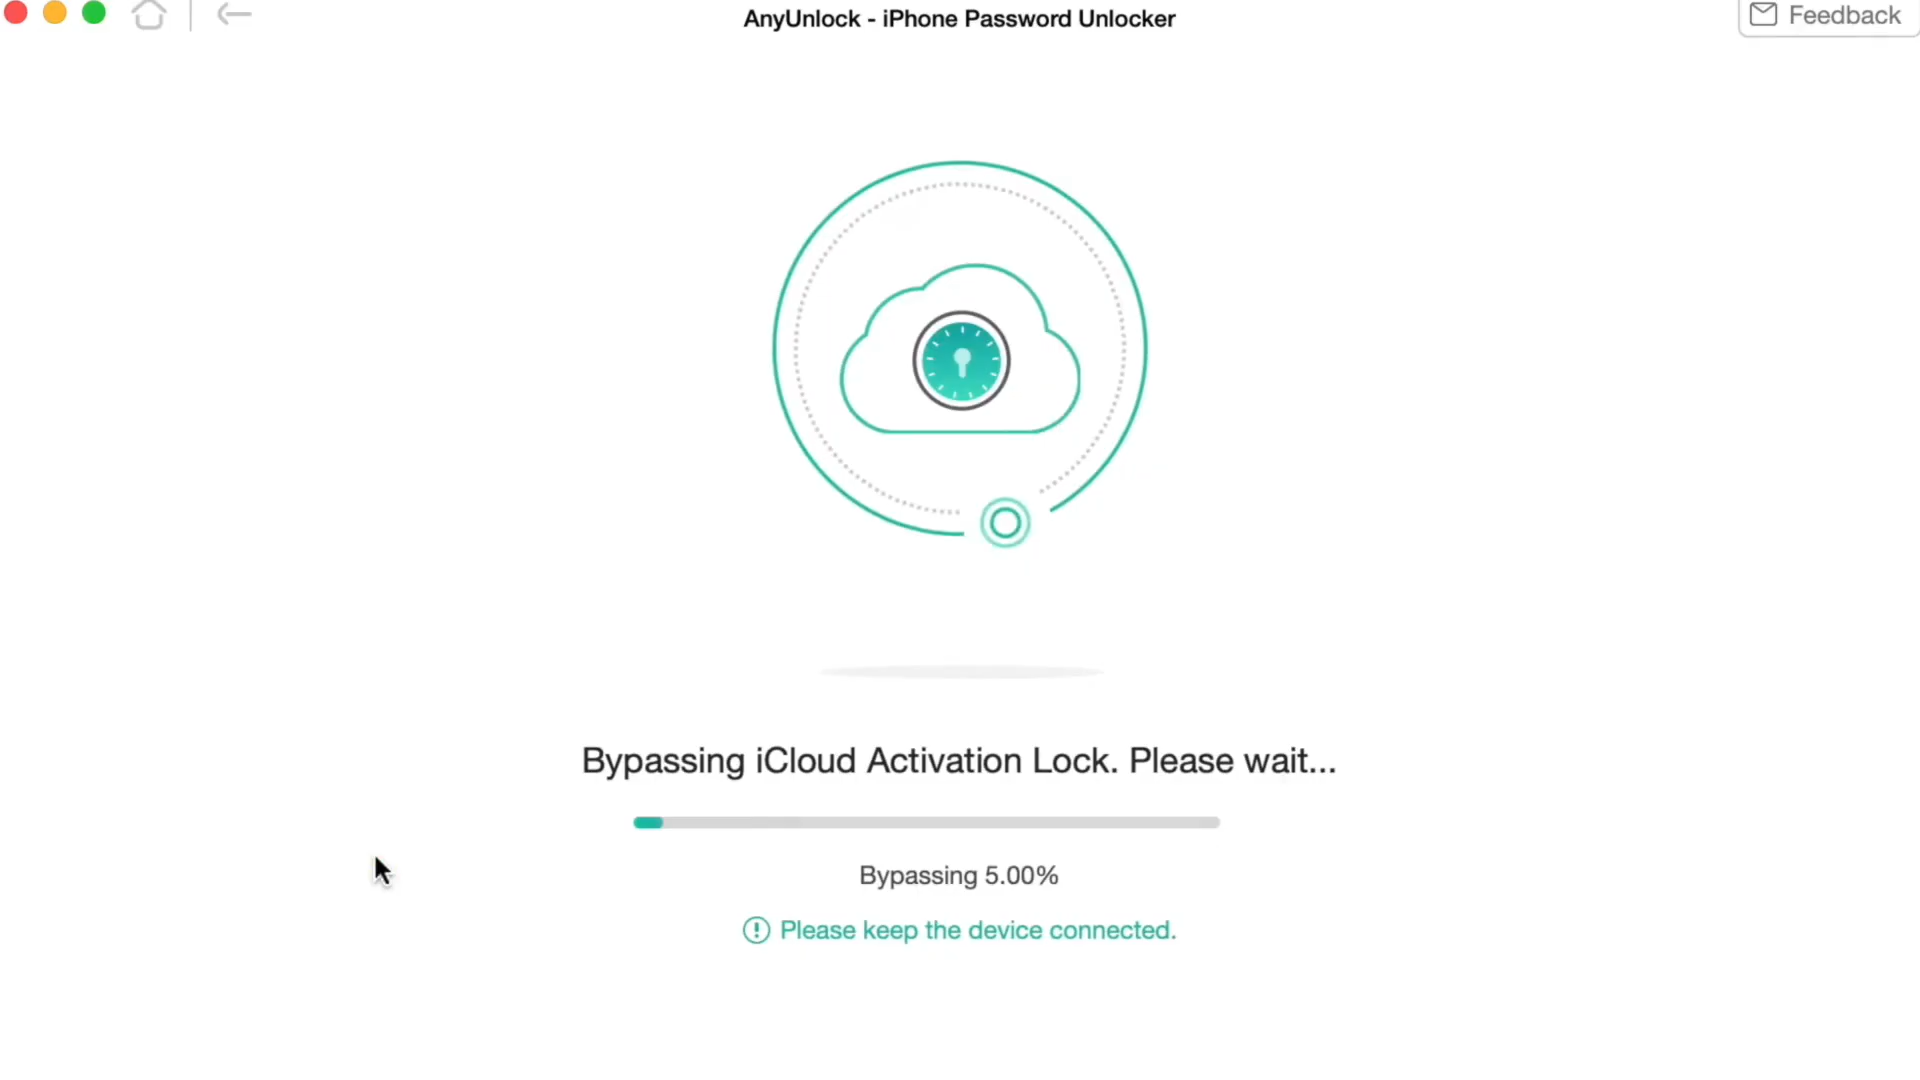 AnyUnlock - iPhone Password Unlocker
Feedback
Bypassing iCloud Activation Lock. Please wait...
Bypassing 5.00%
Please keep the device connected.